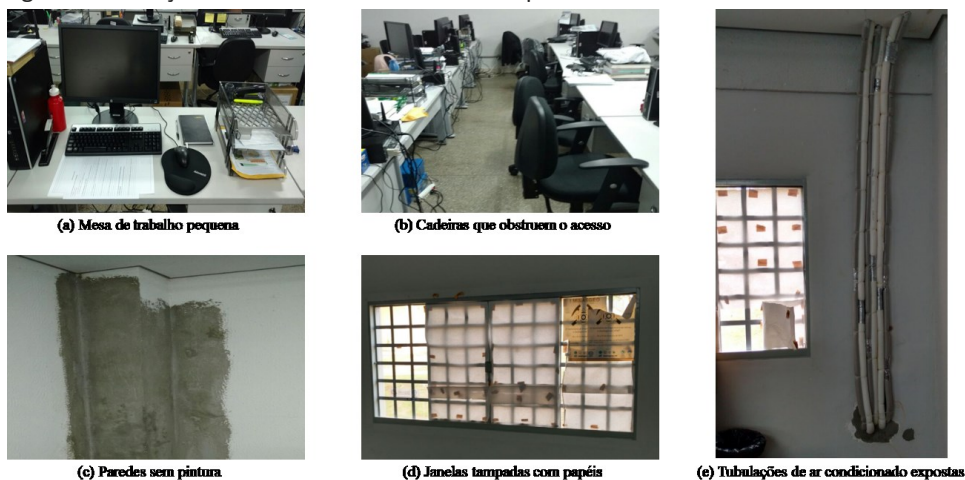 (a) Mesa de trabalho pequena
(b) Cadeiras que obstruem o acesso
(c) Paredes sem pintura
(d) Janelas tampadas com papéis
(e) Tubulações de ar condicionado expostas